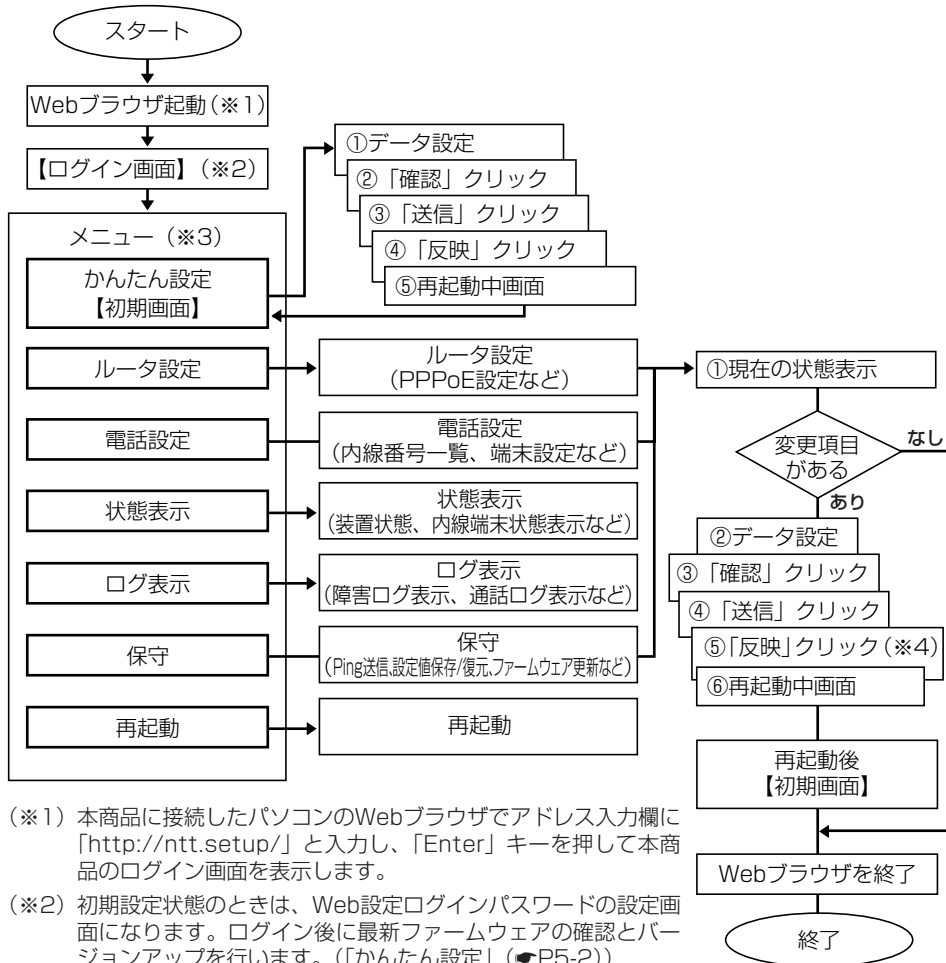 スタート
Webブラウザ起動(※1)
【ログイン画面】(※2)
メニュー(※3)
かんたん設定
【初期画面】
ルータ設定
電話設定
状態表示
ログ表示
保守
再起動
①データ設定
②「確認」クリック
③「送信」クリック
④「反映」クリック
⑤再起動中画面
ルータ設定
(PPPoE設定など)
電話設定
(内線番号一覧、端末設定など)
状態表示
(装置状態、内線端末状態表示など)
ログ表示
(障害ログ表示、通話ログ表示など)
保守
(Ping送信、設定値保存/復元、ファームウェア更新など)
再起動
①現在の状態表示
変更項目
がある
なし
あり
②データ設定
③「確認」クリック
④「送信」クリック
⑤「反映」クリック(※4)
⑥再起動中画面
再起動後
【初期画面】
Webブラウザを終了
終了
(※1)本商品に接続したパソコンのWebブラウザでアドレス入力欄に
「http://ntt.setup/」と入力し、「Enter」キーを押して本商
品のログイン画面を表示します。
(※2)初期設定状態のときは、Web設定ログインパスワードの設定画
面になります。ログイン後に最新ファームウェアの確認とバー
ジョンアップを行います。(「かんたん設定」(☛P5-2))